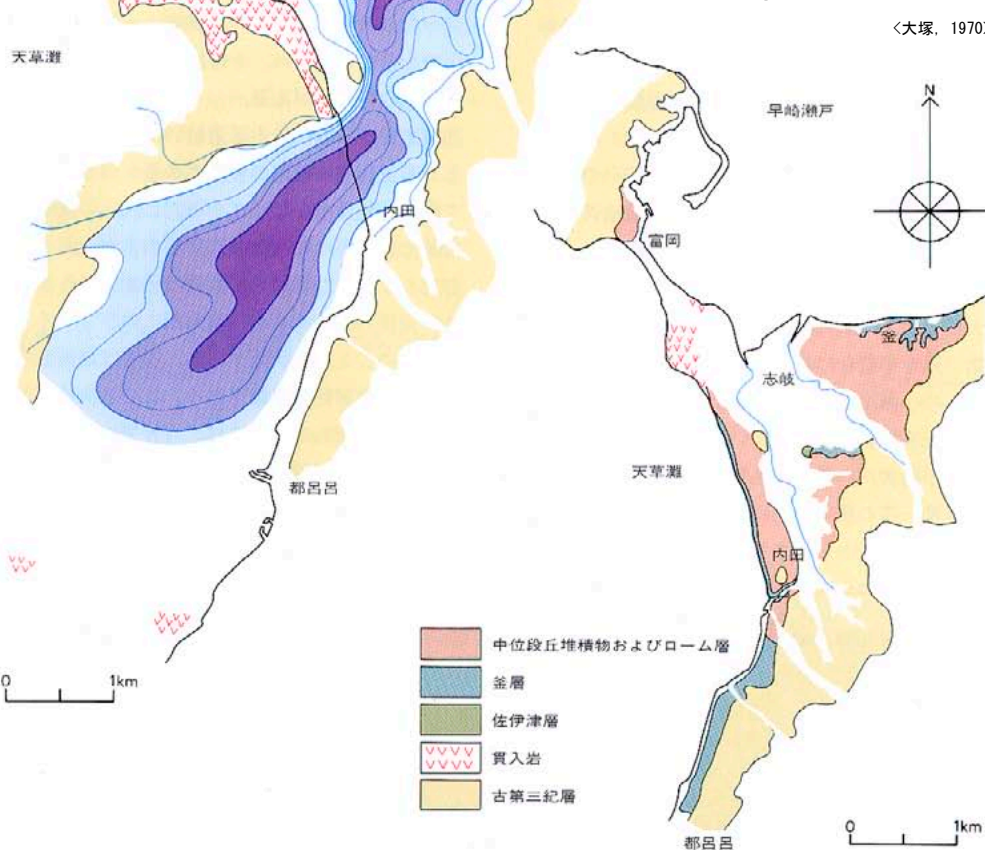 <大塚, 1970>
天草灘
早崎瀬戸
N
内田
富岡
釜
志岐
天草灘
都呂呂
内田
0 1km
中位段丘堆積物およびローム層
釜層
佐伊津層
貫入岩
古第三紀層
0 1km
都呂呂